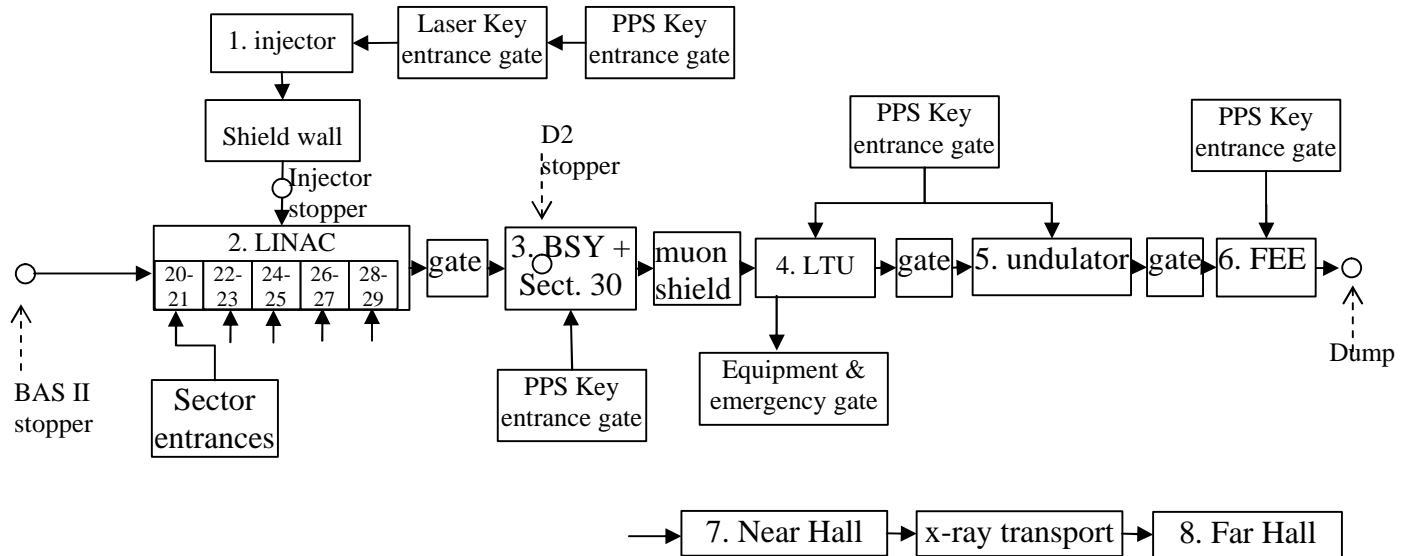 1. injector
Laser Key
entrance gate
PPS Key
entrance gate
Shield wall
Injector
stopper
D2
stopper
PPS Key
entrance gate
PPS Key
entrance gate
2. LINAC
20-
21
22-
23
24-
25
26-
27
28-
29
gate
3. BSY +
Sect. 30
muon
shield
4. LTU
gate
5. undulator
gate
6. FEE
BAS II
stopper
Sector
entrances
PPS Key
entrance gate
Equipment &
emergency gate
Dump
7. Near Hall
x-ray transport
8. Far Hall